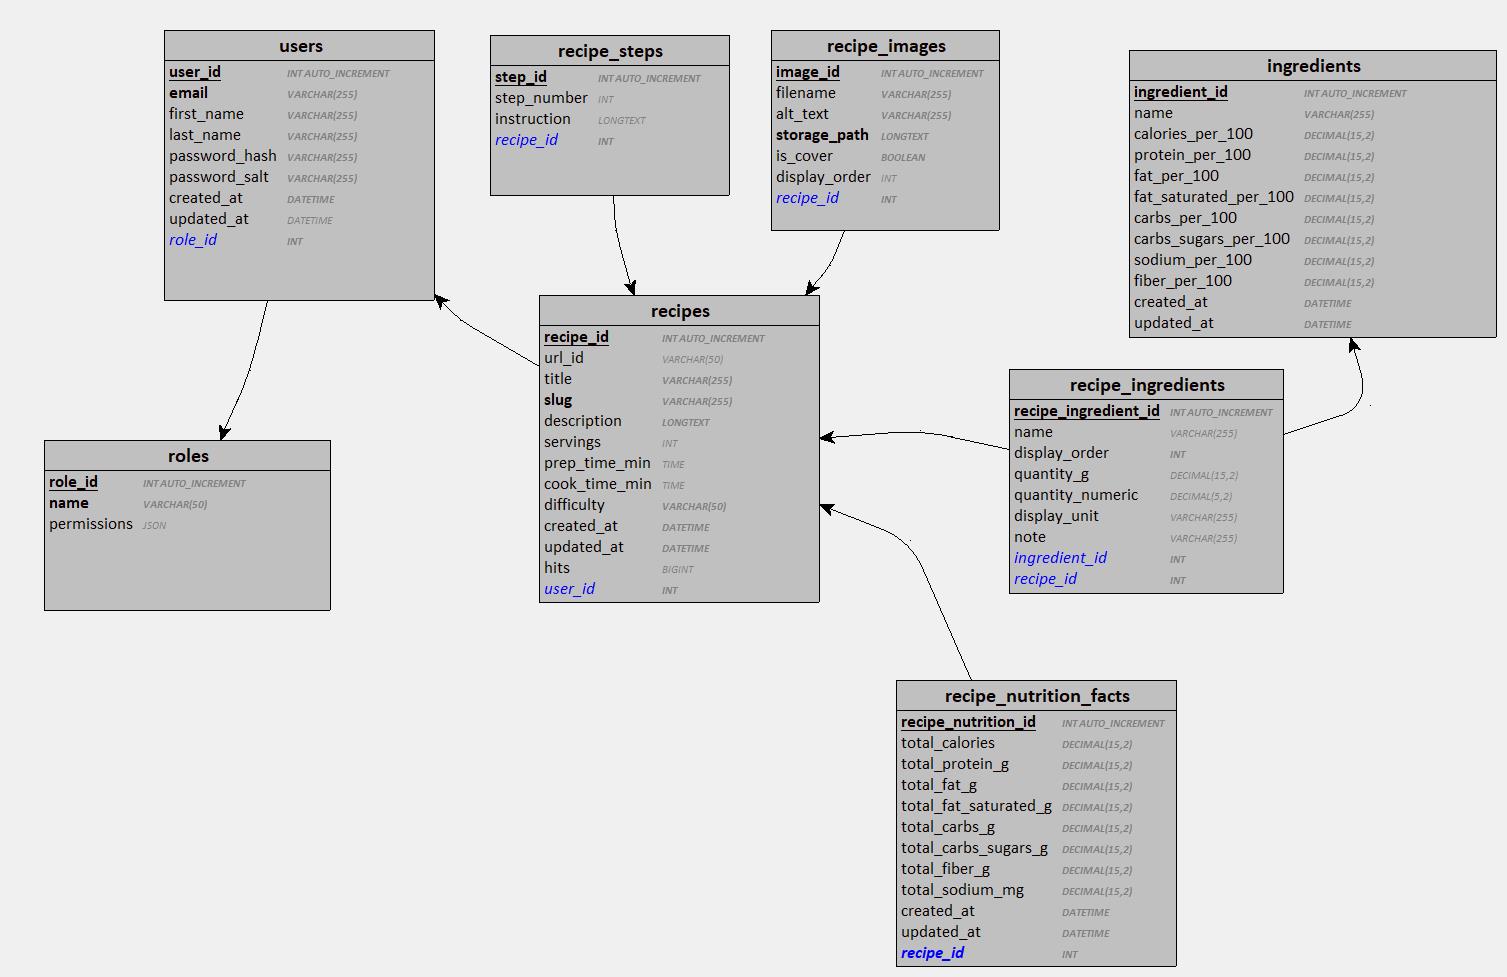 users
user_id INT AUTO_INCREMENT
email VARCHAR(255)
first_name VARCHAR(255)
last_name VARCHAR(255)
password_hash VARCHAR(255)
password_salt VARCHAR(255)
created_at DATETIME
updated_at DATETIME
role_id INT
recipe_steps
step_id INT AUTO_INCREMENT
step_number INT
instruction LONGTEXT
recipe_id INT
recipe_images
image_id INT AUTO_INCREMENT
filename VARCHAR(255)
alt_text VARCHAR(255)
storage_path LONGTEXT
is_cover BOOLEAN
display_order INT
recipe_id INT
ingredients
ingredient_id INT AUTO_INCREMENT
name VARCHAR(255)
calories_per_100 DECIMAL(15,2)
protein_per_100 DECIMAL(15,2)
fat_per_100 DECIMAL(15,2)
fat_saturated_per_100 DECIMAL(15,2)
carbs_per_100 DECIMAL(15,2)
carbs_sugars_per_100 DECIMAL(15,2)
sodium_per_100 DECIMAL(15,2)
fiber_per_100 DECIMAL(15,2)
created_at DATETIME
updated_at DATETIME
roles
role_id INT AUTO_INCREMENT
name VARCHAR(50)
permissions JSON
recipes
recipe_id INT AUTO_INCREMENT
url_id VARCHAR(50)
title VARCHAR(255)
slug VARCHAR(255)
description LONGTEXT
servings INT
prep_time_min TIME
cook_time_min TIME
difficulty VARCHAR(50)
created_at DATETIME
updated_at DATETIME
hits BIGINT
user_id INT
recipe_ingredients
recipe_ingredient_id INT AUTO_INCREMENT
name VARCHAR(255)
display_order INT
quantity_g DECIMAL(15,2)
quantity_numeric DECIMAL(5,2)
display_unit VARCHAR(255)
note VARCHAR(255)
ingredient_id INT
recipe_id INT
recipe_nutrition_facts
recipe_nutrition_id INT AUTO_INCREMENT
total_calories DECIMAL(15,2)
total_protein_g DECIMAL(15,2)
total_fat_g DECIMAL(15,2)
total_fat_saturated_g DECIMAL(15,2)
total_carbs_g DECIMAL(15,2)
total_carbs_sugars_g DECIMAL(15,2)
total_fiber_g DECIMAL(15,2)
total_sodium_mg DECIMAL(15,2)
created_at DATETIME
updated_at DATETIME
recipe_id INT